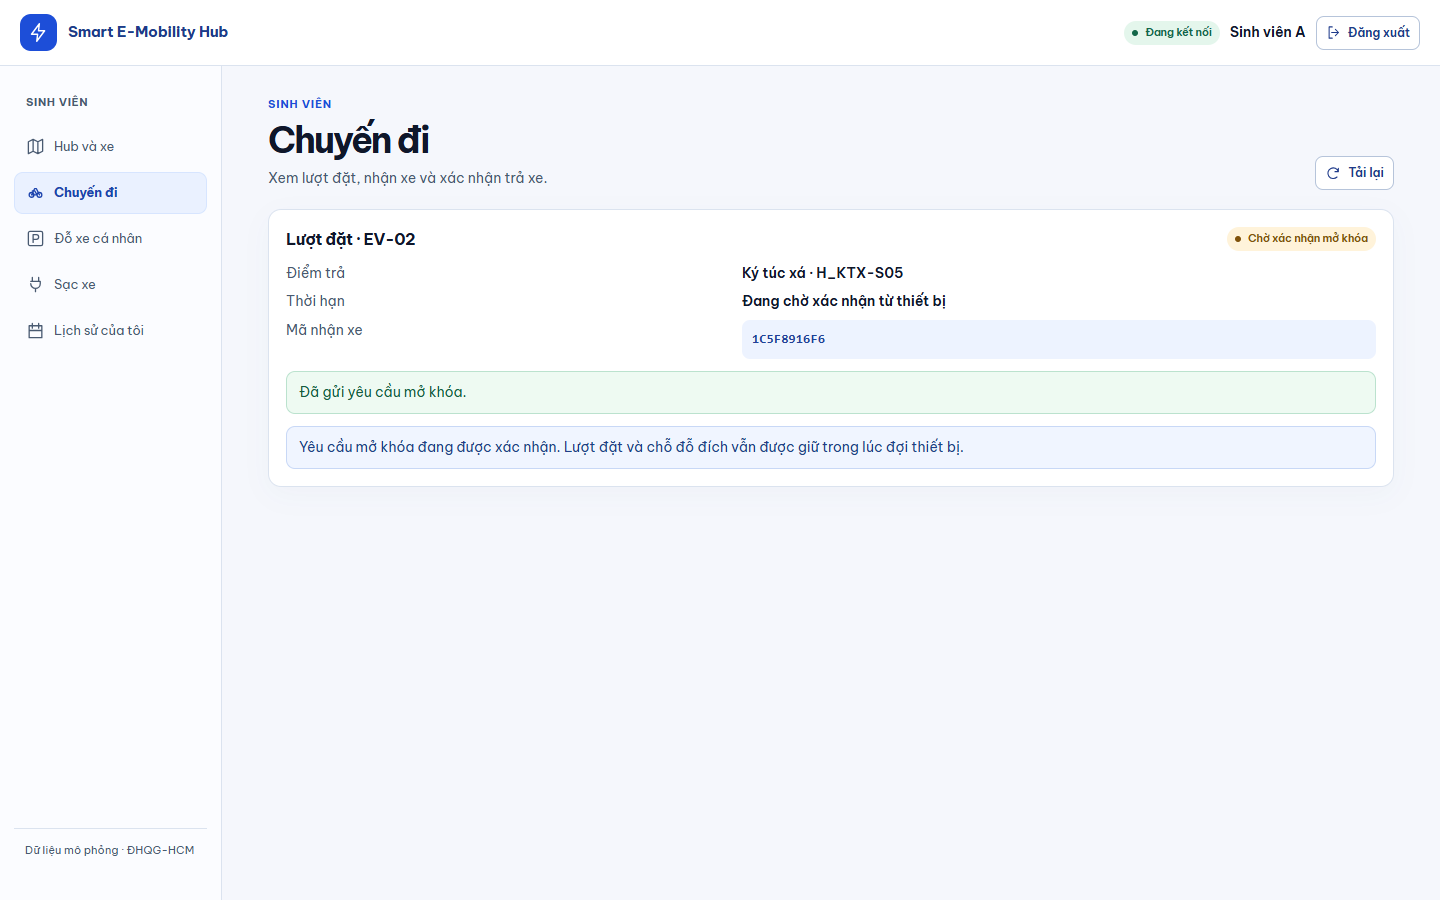 Smart E-Mobility Hub
Đang kết nối
Sinh viên A
Đăng xuất
SINH VIÊN
Hub và xe
Chuyến đi
Đỗ xe cá nhân
Sạc xe
Lịch sử của tôi
Dữ liệu mô phỏng · ĐHQG-HCM
SINH VIÊN
Chuyến đi
Xem lượt đặt, nhận xe và xác nhận trả xe.
Tải lại
Lượt đặt · EV-02
Chờ xác nhận mở khóa
Điểm trả
Ký túc xá · H_KTX-S05
Thời hạn
Đang chờ xác nhận từ thiết bị
Mã nhận xe
1C5F8916F6
Đã gửi yêu cầu mở khóa.
Yêu cầu mở khóa đang được xác nhận. Lượt đặt và chỗ đỗ đích vẫn được giữ trong lúc đợi thiết bị.